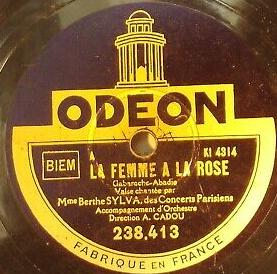 ODEON
A
KI 4314
BIEM
LA FEMME A LA ROSE
Gabaroche-Abadie
Valse chantée par
Mme Berthe SYLVA, des Concerts Parisiens
Accompagnement d'Orchestre
Direction A. CADOU
238,413
FABRIQUÉ EN FRANCE